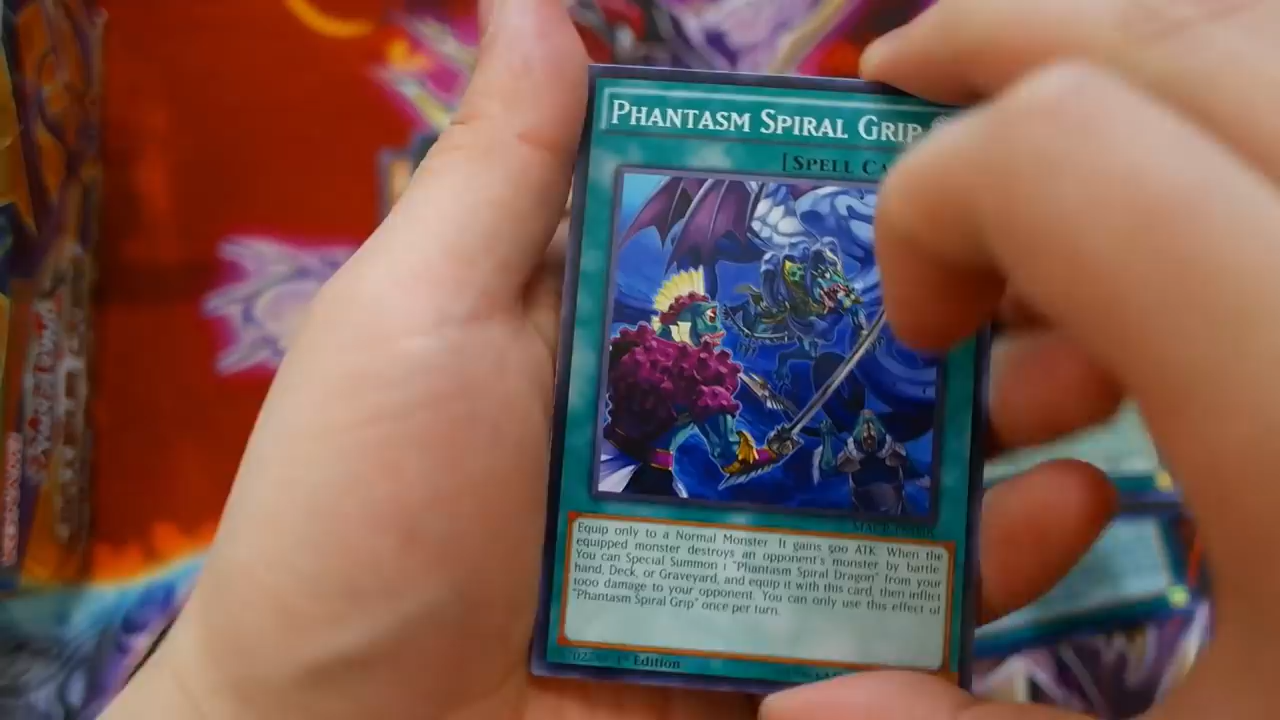 PHANTASM SPIRAL GRIP
[SPELL CA
Equip only to a Normal Monster. It gains 500 ATK. When the
equipped monster destroys an opponent's monster by battle:
You can Special Summon 1 "Phantasm Spiral Dragon" from your
hand, Deck, or Graveyard, and equip it with this card, then inflict
1000 damage to your opponent. You can only use this effect of
"Phantasm Spiral Grip" once per turn.
1st Edition